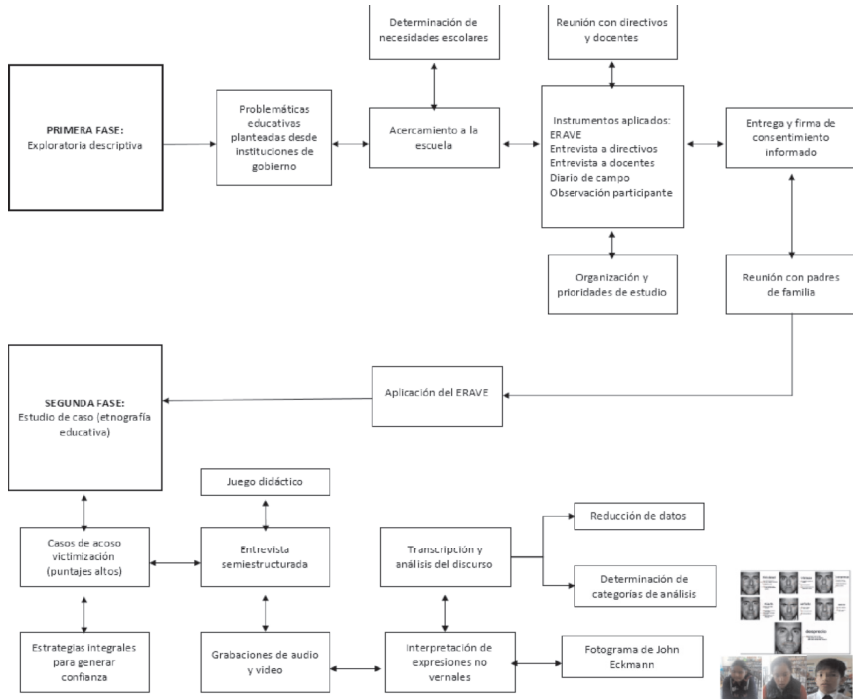 Determinación de
necesidades escolares
Reunión con directivos
y docentes
PRIMERA FASE:
Exploratoria descriptiva
Problemáticas
educativas
planteadas desde
instituciones de
gobierno
Acercamiento a la
escuela
Instrumentos aplicados:
ERAVE
Entrevista a directivos
Entrevista a docentes
Diario de campo
Observación participante
Entrega y firma de
consentimiento
informado
Organización y
prioridades de estudio
Reunión con padres
de familia
SEGUNDA FASE:
Estudio de caso (etnografía
educativa)
Aplicación del ERAVE
Juego didáctico
Casos de acoso
victimización
(puntajes altos)
Entrevista
semiestructurada
Transcripción y
análisis del discurso
Reducción de datos
Determinación de
categorías de análisis
Estrategias integrales
para generar
confianza
Grabaciones de audio
y video
Interpretación de
expresiones no
vernales
Fotograma de John
Eckmann
desprecio